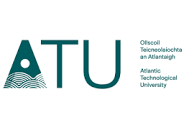 ATU
Ollscoil
Teicneolaíochta
an Atlantaigh
Atlantic
Technological
University